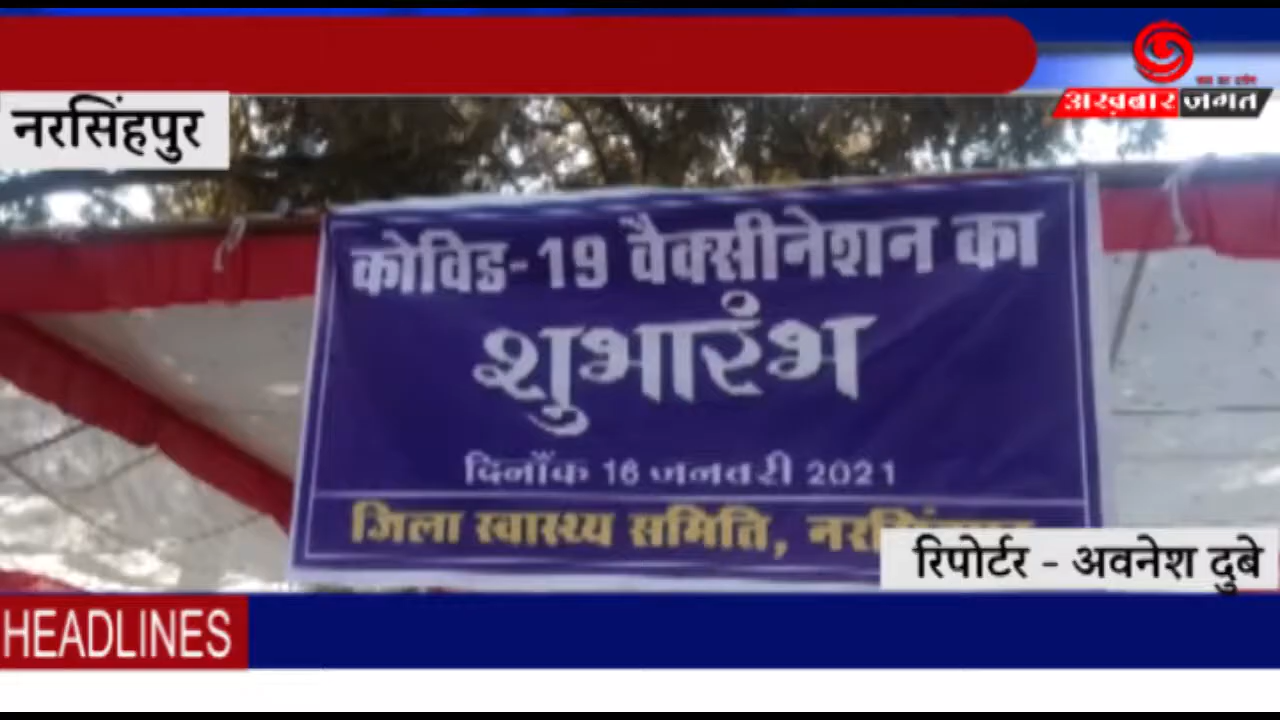 अख़बार जगत
नरसिंहपुर
कोविड-19 वैक्सीनेशन का
शुभारंभ
दिनाँक 16 जनवरी 2021
जिला स्वास्थ्य समिति,
रिपोर्टर - अवनेश दुबे
HEADLINES